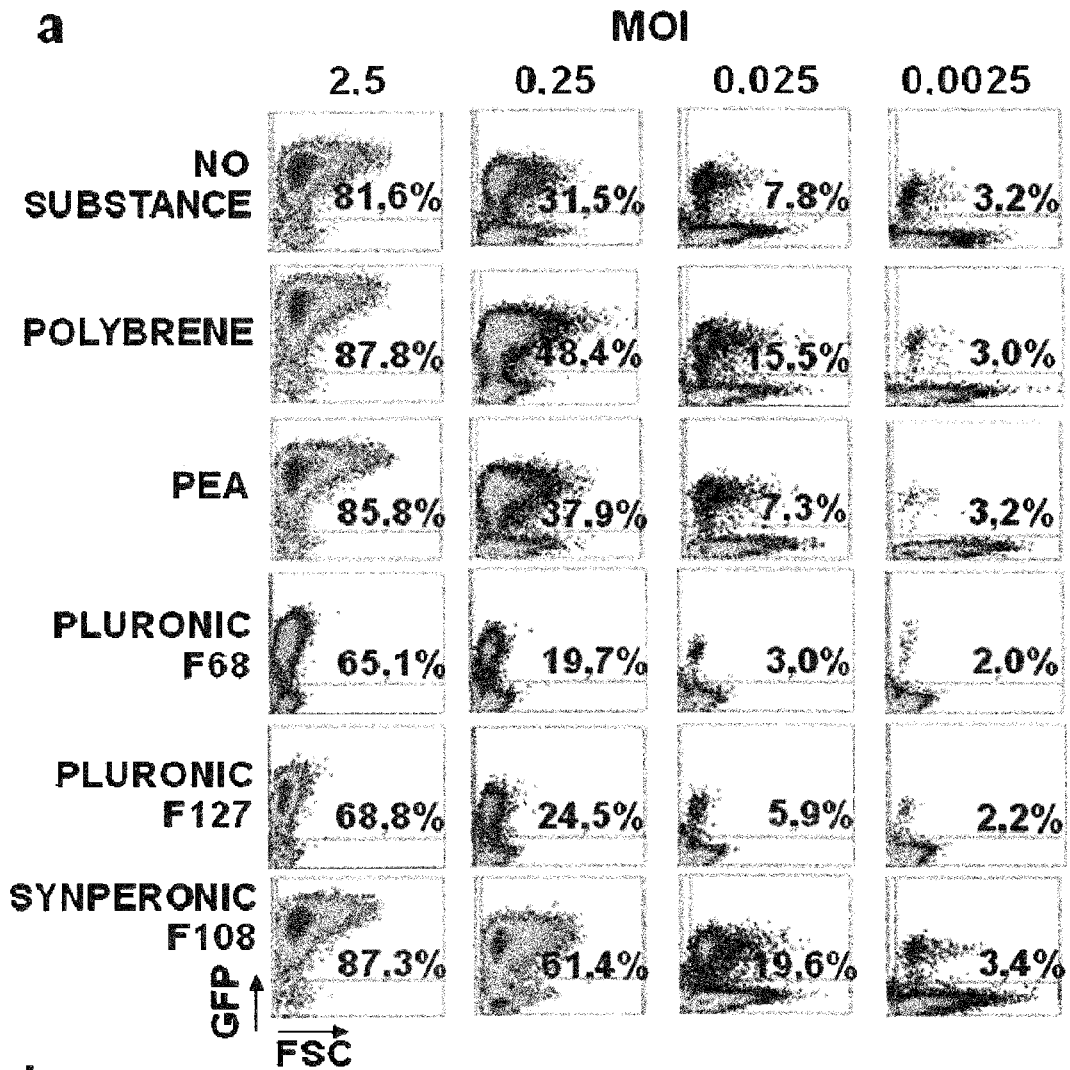 a
MOI
2.5 0.25 0.025 0.0025
NO
SUBSTANCE
81,6% 31,5% 7.8% 3.2%
POLYBRENE
87.8% 48.4% 15.5% 3.0%
PEA
85.8% 37.9% 7.3% 3,2%
PLURONIC
F68
65.1% 19,7% 3,0% 2.0%
PLURONIC
F127
68,8% 24,5% 5.9% 2.2%
SYNPERONIC
F108
87.3% 61.4% 19,6% 3.4%
GFP
FSC